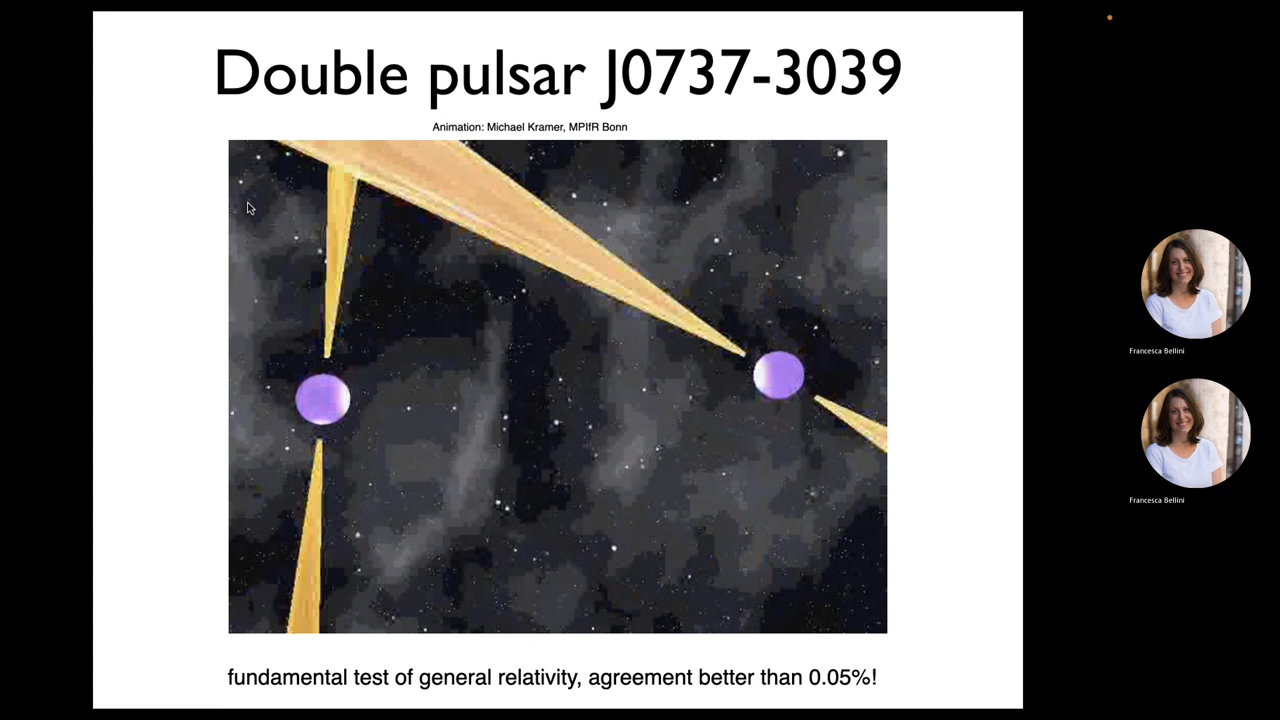 Double pulsar J0737-3039
Animation: Michael Kramer, MPIfR Bonn
fundamental test of general relativity, agreement better than 0.05%!
Francesca Bellini
Francesca Bellini